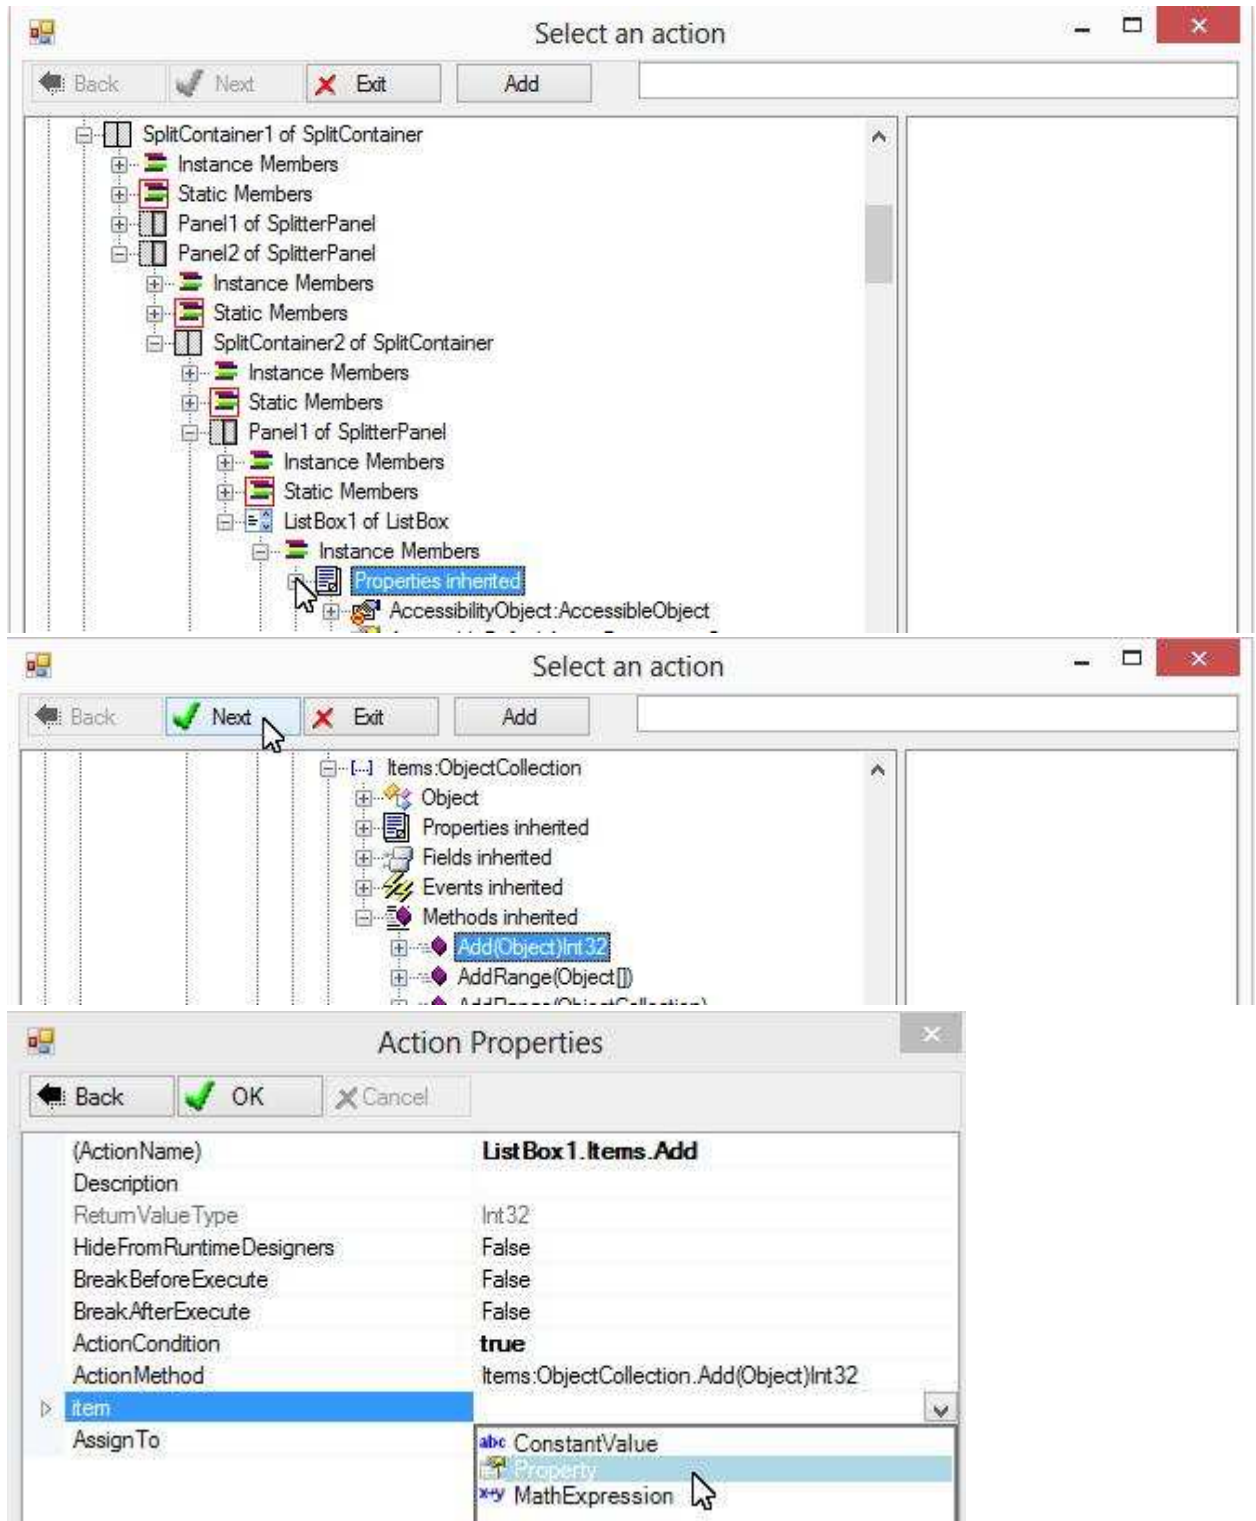 Select an action
Back Next Exit Add
SplitContainer1 of SplitContainer
Instance Members
Static Members
Panel1 of SplitterPanel
Panel2 of SplitterPanel
Instance Members
Static Members
SplitContainer2 of SplitContainer
Instance Members
Static Members
Panel1 of SplitterPanel
Instance Members
Static Members
ListBox1 of ListBox
Instance Members
Properties inherited
AccessibilityObject:AccessibleObject
Select an action
Back Next Exit Add
Items:ObjectCollection
Object
Properties inherited
Fields inherited
Events inherited
Methods inherited
Add(Object)Int32
AddRange(Object[])
AddRange(ObjectCollection)
Action Properties
Back OK Cancel
(ActionName) ListBox1.Items.Add
Description
ReturnValueType Int32
HideFromRuntimeDesigners False
BreakBeforeExecute False
BreakAfterExecute False
ActionCondition true
ActionMethod Items:ObjectCollection.Add(Object)Int32
item
AssignTo
abc ConstantValue
Property
x+y MathExpression